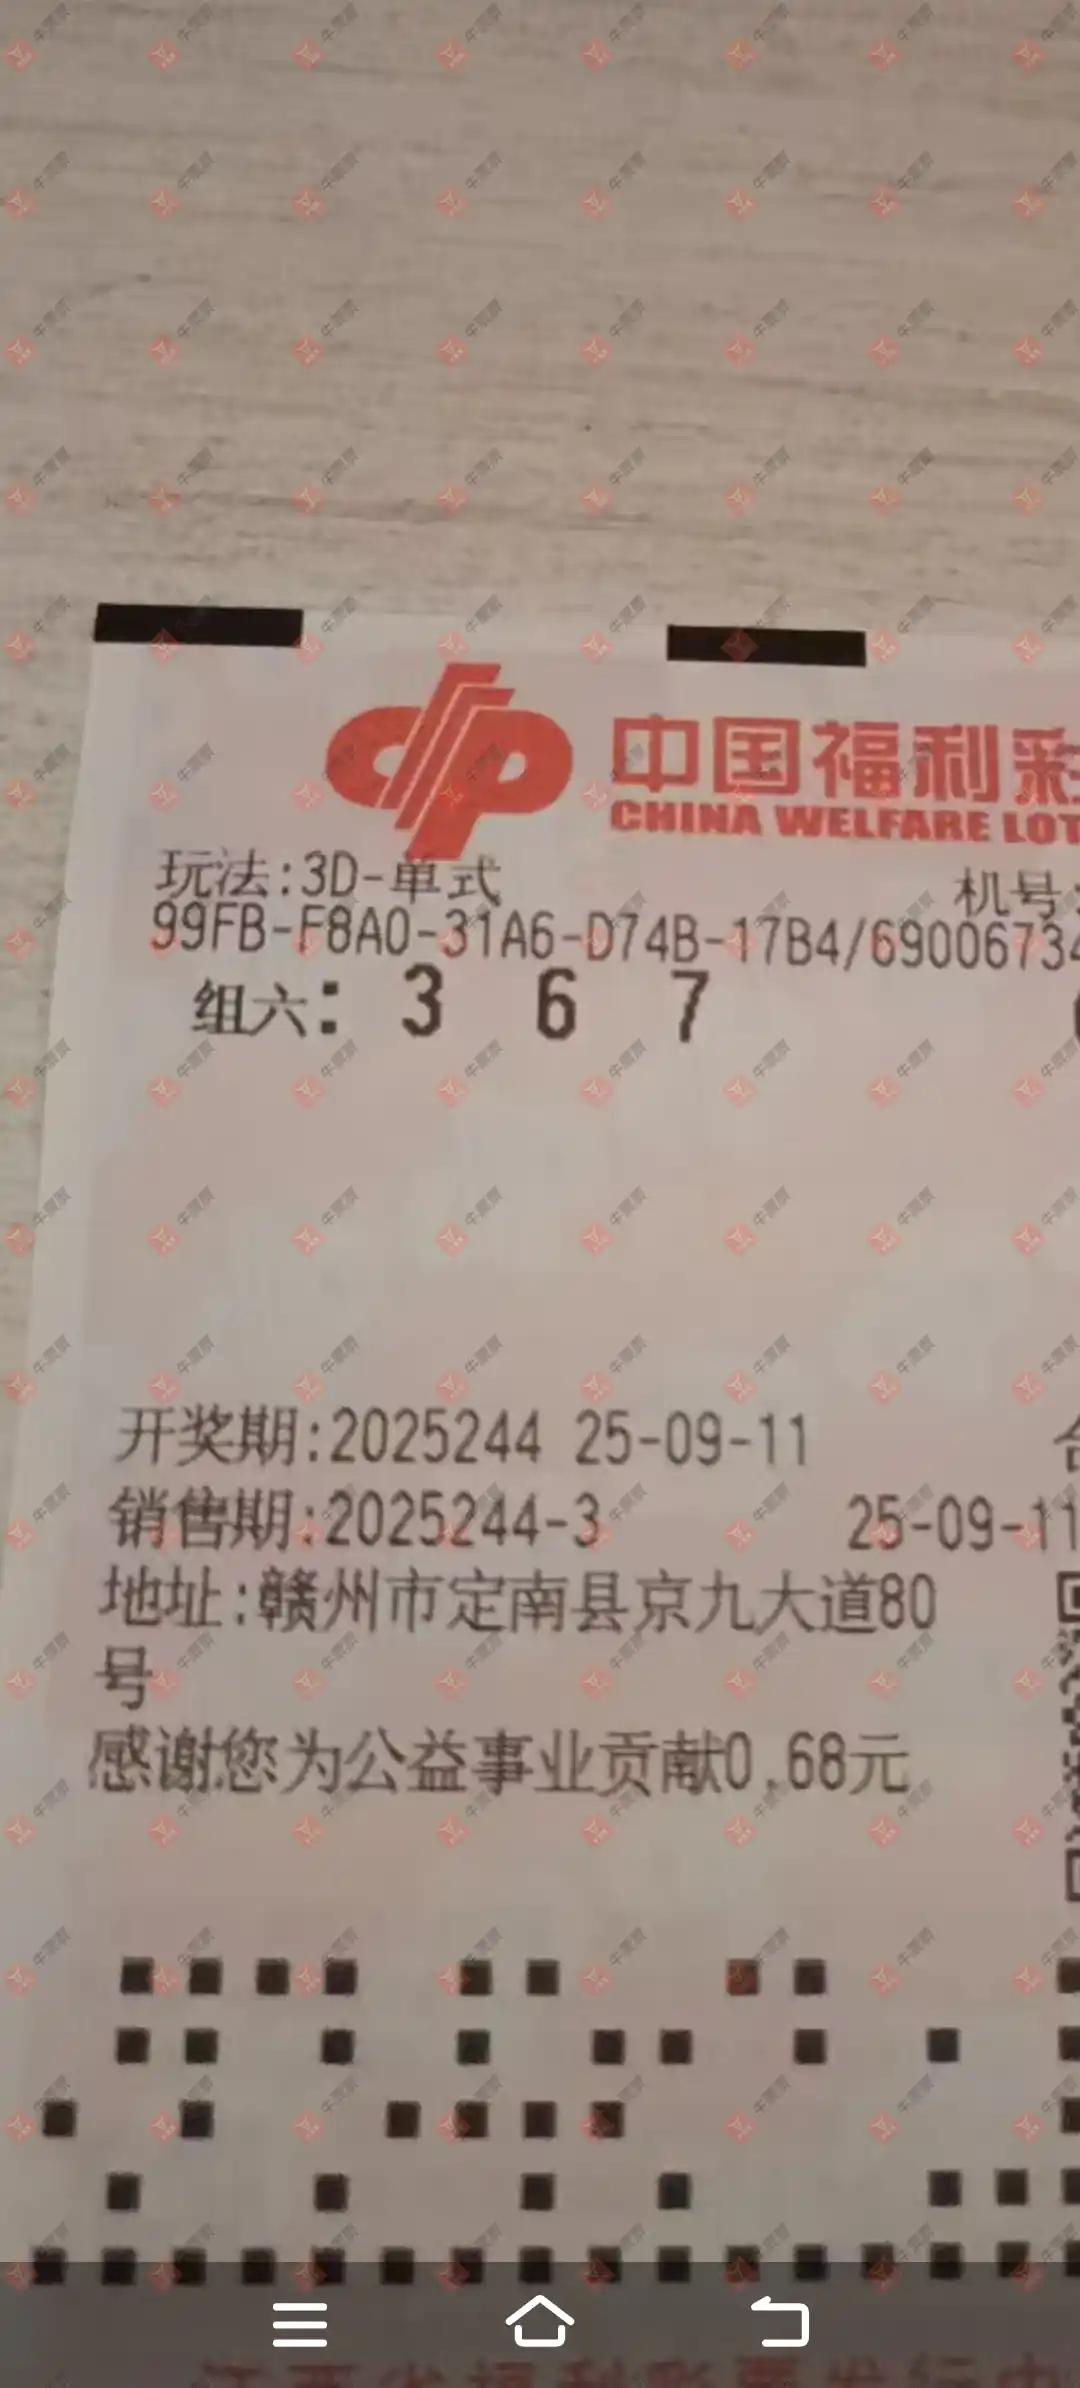 中国福利彩
CHINA WELFARE LOT
玩法:3D-单式 机号:
99FB-F8A0-31A6-D74B-17B4/69006734
组六: 3 6 7
开奖期:2025244 25-09-11
销售期:2025244-3 25-09-11
地址:赣州市定南县京九大道80
号
感谢您为公益事业贡献0.68元